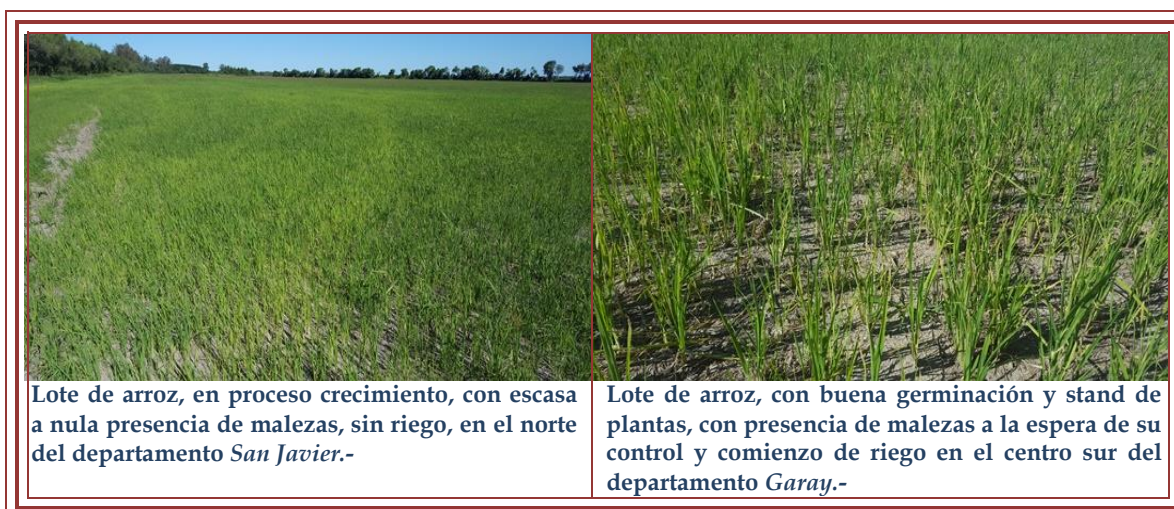 Lote de arroz, en proceso crecimiento, con escasa
a nula presencia de malezas, sin riego, en el norte
del departamento San Javier.-
Lote de arroz, con buena germinación y stand de
plantas, con presencia de malezas a la espera de su
control y comienzo de riego en el centro sur del
departamento Garay.-